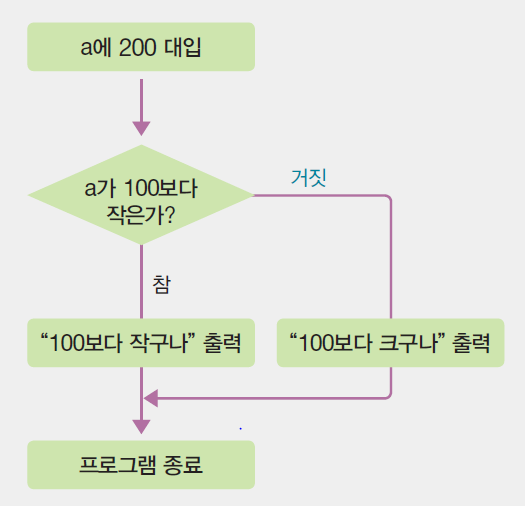 a에 200 대입
a가 100보다
작은가?
거짓
참
“100보다 작구나” 출력
“100보다 크구나” 출력
프로그램 종료